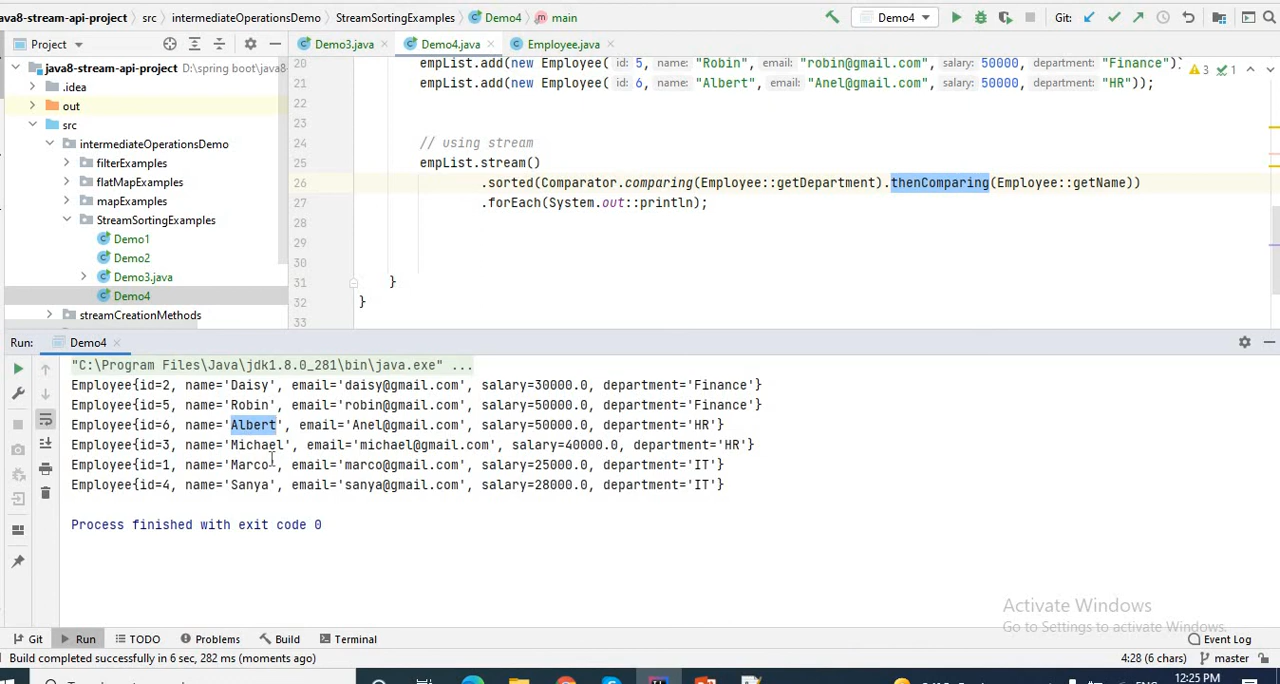 ava8-stream-api-project
src
intermediateOperationsDemo
StreamSortingExamples
Demo4
main
Demo4
Git:
Project
Demo3.java
Demo4.java
Employee.java
java8-stream-api-project D:\spring boot\java8-
.idea
out
src
intermediateOperationsDemo
filterExamples
flatMapExamples
mapExamples
StreamSortingExamples
Demo1
Demo2
Demo3.java
Demo4
streamCreationMethods
20 empList.add(new Employee( id: 5, name: "Robin", email: "robin@gmail.com", salary: 50000, department: "Finance")
3 1
21 empList.add(new Employee( id: 6, name: "Albert", email: "Anel@gmail.com", salary: 50000, department: "HR"));
22
23
24 // using stream
25 empList.stream()
26 .sorted(Comparator.comparing(Employee::getDepartment).thenComparing(Employee::getName))
27 .forEach(System.out::println);
28
29
30
31 }
32 }
33
Run: Demo4
"C:\Program Files\Java\jdk1.8.0_281\bin\java.exe" ...
Employee{id=2, name='Daisy', email='daisy@gmail.com', salary=30000.0, department='Finance'}
Employee{id=5, name='Robin', email='robin@gmail.com', salary=50000.0, department='Finance'}
Employee{id=6, name='Albert', email='Anel@gmail.com', salary=50000.0, department='HR'}
Employee{id=3, name='Michael', email='michael@gmail.com', salary=40000.0, department='HR'}
Employee{id=1, name='Marco', email='marco@gmail.com', salary=25000.0, department='IT'}
Employee{id=4, name='Sanya', email='sanya@gmail.com', salary=28000.0, department='IT'}
Process finished with exit code 0
Activate Windows
Go to Settings to activate Windows.
Git
Run
TODO
Problems
Build
Terminal
Event Log
Build completed successfully in 6 sec, 282 ms (moments ago)
4:28 (6 chars)
master
12:25 PM